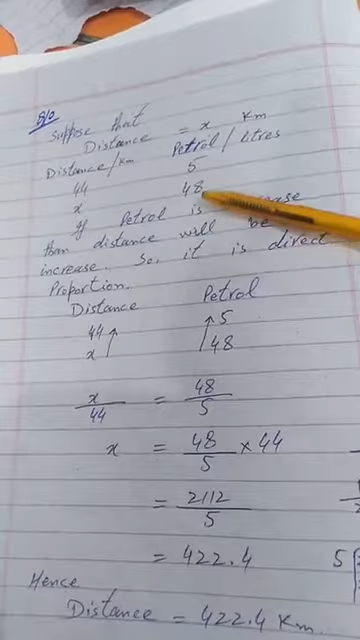 Sol
Suppose that
Distance = x Km
Distance/Km Petrol/litres
44 5
x 48
If Petrol is
than distance will be
increase. So, it is direct
Proportion.
Distance Petrol
44 5
x 48
x/44 = 48/5
x = 48/5 × 44
= 2112/5
= 422.4
5
Hence
Distance = 422.4 Km.